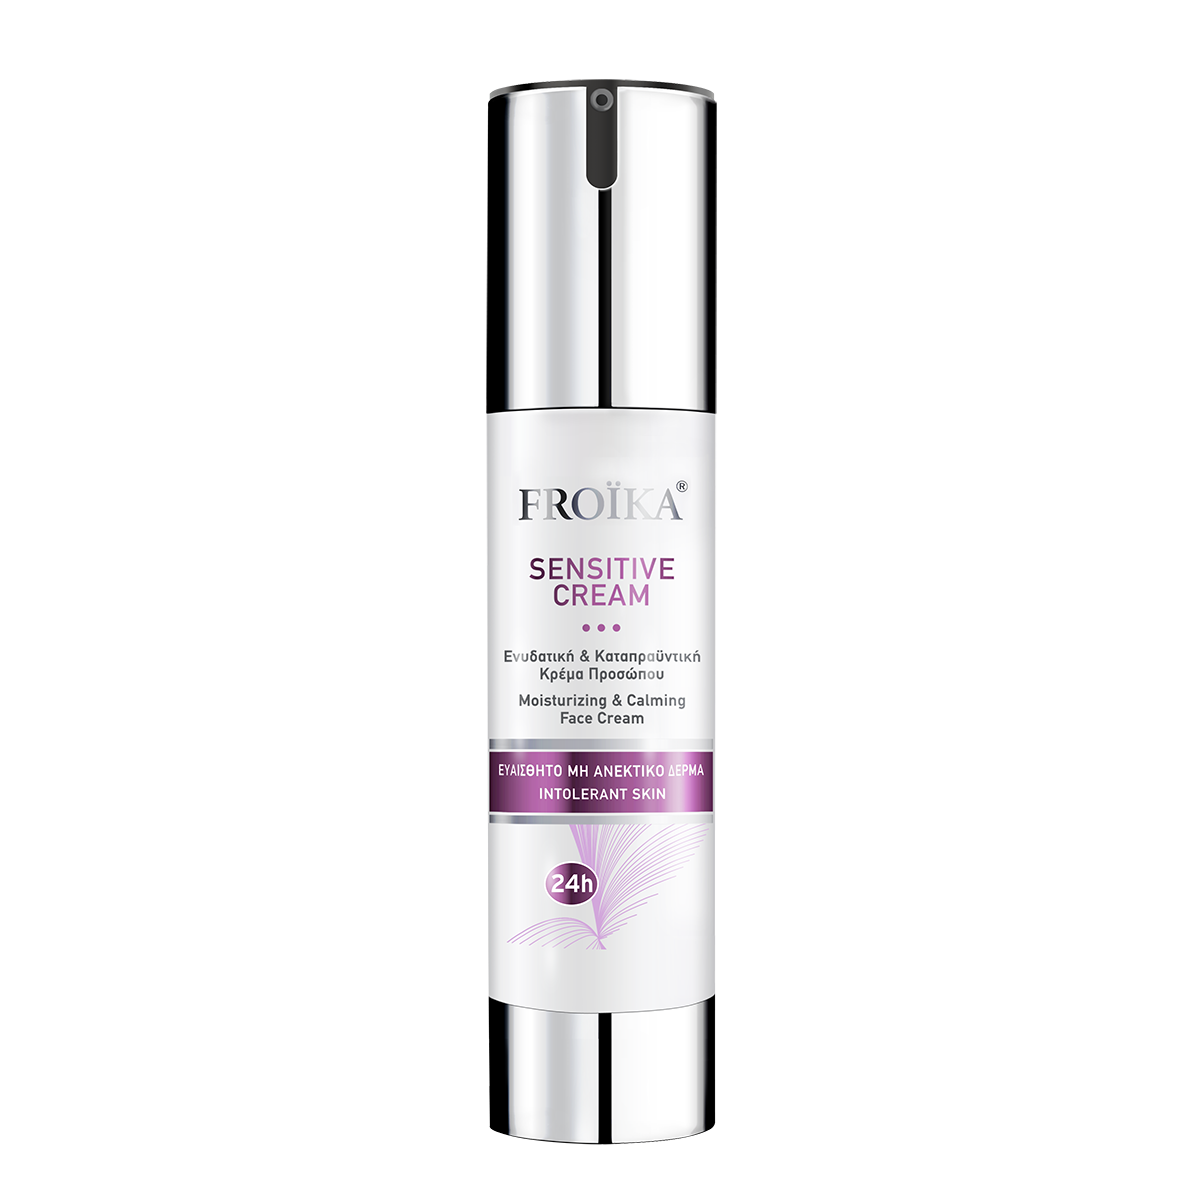 FROÏKA®
SENSITIVE
CREAM
Ενυδατική & Καταπραϋντική
Κρέμα Προσώπου
Moisturizing & Calming
Face Cream
ΕΥΑΙΣΘΗΤΟ ΜΗ ΑΝΕΚΤΙΚΟ ΔΕΡΜΑ
INTOLERANT SKIN
24h